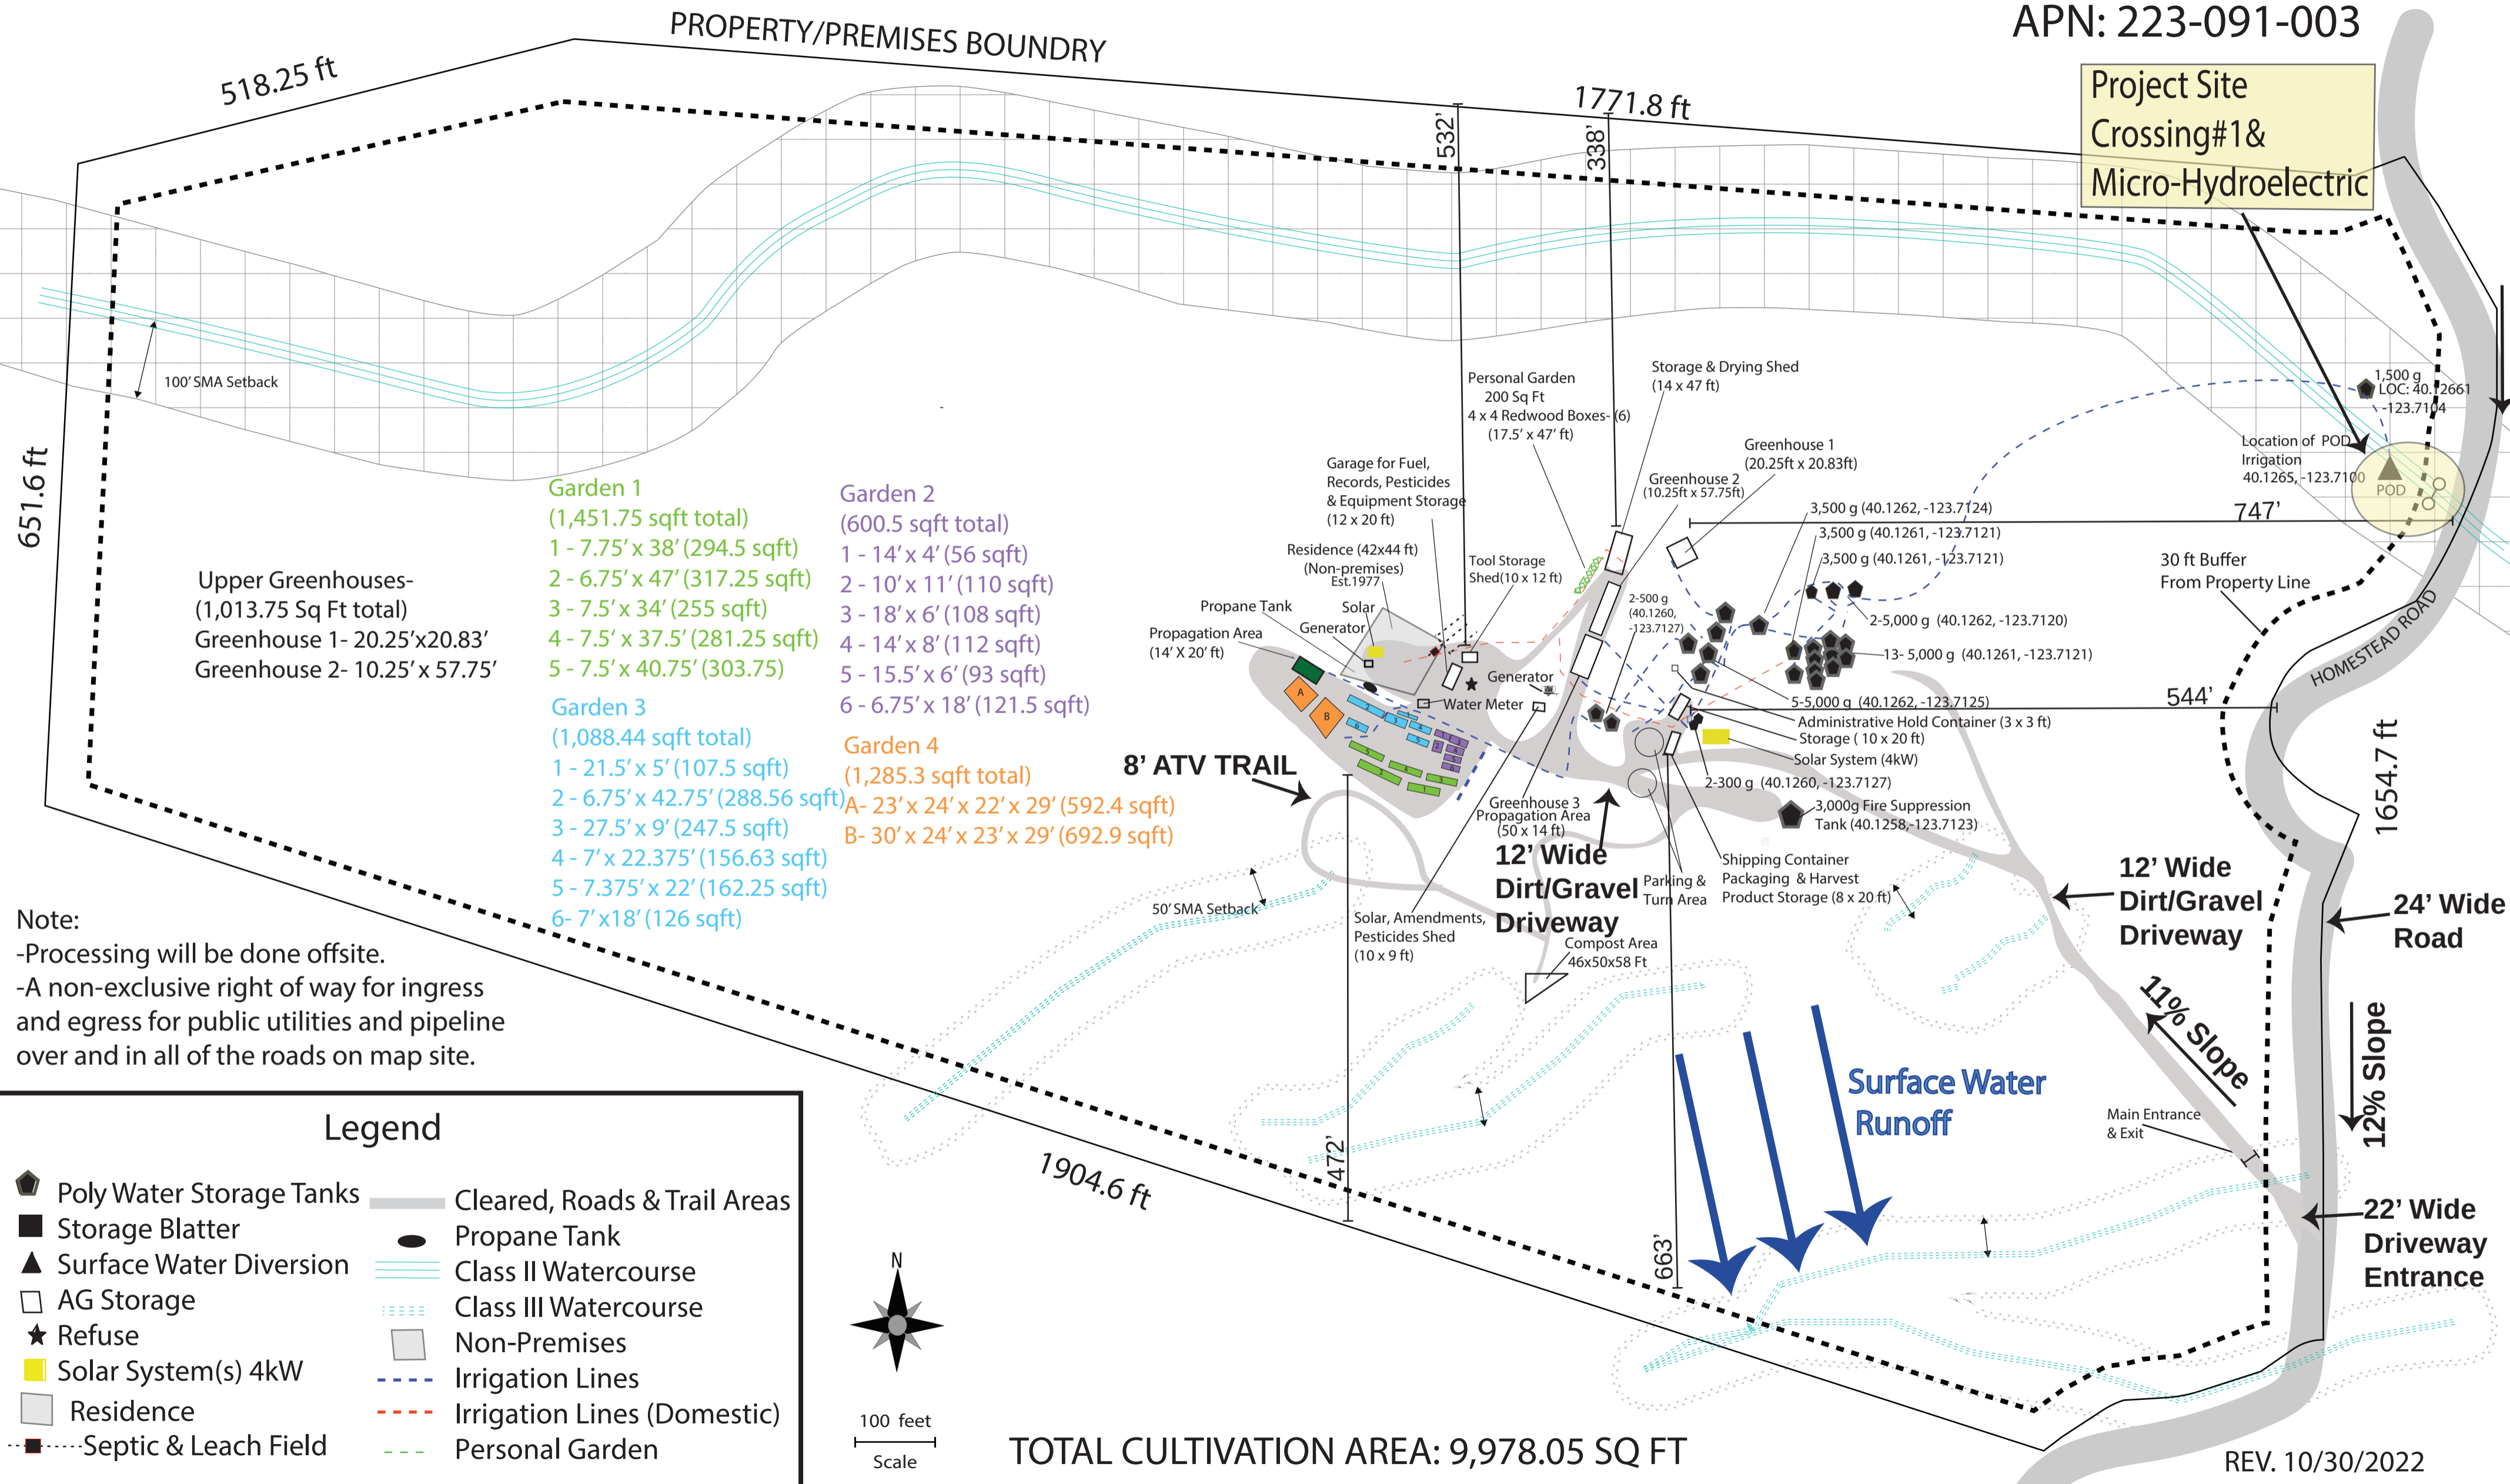 APN: 223-091-003
PROPERTY/PREMISES BOUNDRY
518.25 ft
1771.8 ft
Project Site
Crossing#1&
Micro-Hydroelectric
532'
338'
100' SMA Setback
651.6 ft
Personal Garden
200 Sq Ft
4 x 4 Redwood Boxes- (6)
(17.5' x 47' ft)
Storage & Drying Shed
(14 x 47 ft)
1,500 g
LOC: 40.12661
-123.7104
Location of POD
Irrigation
40.1265, -123.7100
POD
747'
Greenhouse 1
(20.25ft x 20.83ft)
Greenhouse 2
(10.25ft x 57.75ft)
Garage for Fuel,
Records, Pesticides
& Equipment Storage
(12 x 20 ft)
3,500 g (40.1262, -123.7124)
3,500 g (40.1261, -123.7121)
3,500 g (40.1261, -123.7121)
Residence (42x44 ft)
(Non-premises)
Est.1977
Tool Storage
Shed(10 x 12 ft)
30 ft Buffer
From Property Line
Propane Tank
Solar
Generator
Propagation Area
(14' X 20' ft)
2-500 g
(40.1260,
-123.7127)
2-5,000 g (40.1262, -123.7120)
13- 5,000 g (40.1261, -123.7121)
HOMESTEAD ROAD
Generator
Water Meter
5-5,000 g (40.1262, -123.7125)
Administrative Hold Container (3 x 3 ft)
Storage ( 10 x 20 ft)
Solar System (4kW)
2-300 g (40.1260, -123.7127)
544'
3,000g Fire Suppression
Tank (40.1258,-123.7123)
1654.7 ft
Upper Greenhouses-
(1,013.75 Sq Ft total)
Greenhouse 1- 20.25'x20.83'
Greenhouse 2- 10.25' x 57.75'
Garden 1
(1,451.75 sqft total)
1 - 7.75' x 38' (294.5 sqft)
2 - 6.75' x 47' (317.25 sqft)
3 - 7.5' x 34' (255 sqft)
4 - 7.5' x 37.5' (281.25 sqft)
5 - 7.5' x 40.75' (303.75)
Garden 2
(600.5 sqft total)
1 - 14' x 4' (56 sqft)
2 - 10' x 11' (110 sqft)
3 - 18' x 6' (108 sqft)
4 - 14' x 8' (112 sqft)
5 - 15.5' x 6' (93 sqft)
6 - 6.75' x 18' (121.5 sqft)
Garden 3
(1,088.44 sqft total)
1 - 21.5' x 5' (107.5 sqft)
2 - 6.75' x 42.75' (288.56 sqft)
3 - 27.5' x 9' (247.5 sqft)
4 - 7' x 22.375' (156.63 sqft)
5 - 7.375' x 22' (162.25 sqft)
6- 7' x18' (126 sqft)
Garden 4
(1,285.3 sqft total)
A- 23' x 24' x 22' x 29' (592.4 sqft)
B- 30' x 24' x 23' x 29' (692.9 sqft)
A
B
8' ATV TRAIL
Greenhouse 3
Propagation Area
(50 x 14 ft)
12' Wide
Dirt/Gravel
Driveway
Parking &
Turn Area
Shipping Container
Packaging & Harvest
Product Storage (8 x 20 ft)
12' Wide
Dirt/Gravel
Driveway
24' Wide
Road
50' SMA Setback
Solar, Amendments,
Pesticides Shed
(10 x 9 ft)
Compost Area
46x50x58 Ft
Note:
-Processing will be done offsite.
-A non-exclusive right of way for ingress
and egress for public utilities and pipeline
over and in all of the roads on map site.
11% Slope
12% Slope
Surface Water
Runoff
Main Entrance
& Exit
22' Wide
Driveway
Entrance
472'
663'
1904.6 ft
Legend
Poly Water Storage Tanks
Storage Blatter
Surface Water Diversion
AG Storage
Refuse
Solar System(s) 4kW
Residence
Septic & Leach Field
Cleared, Roads & Trail Areas
Propane Tank
Class II Watercourse
Class III Watercourse
Non-Premises
Irrigation Lines
Irrigation Lines (Domestic)
Personal Garden
N
100 feet
Scale
TOTAL CULTIVATION AREA: 9,978.05 SQ FT
REV. 10/30/2022